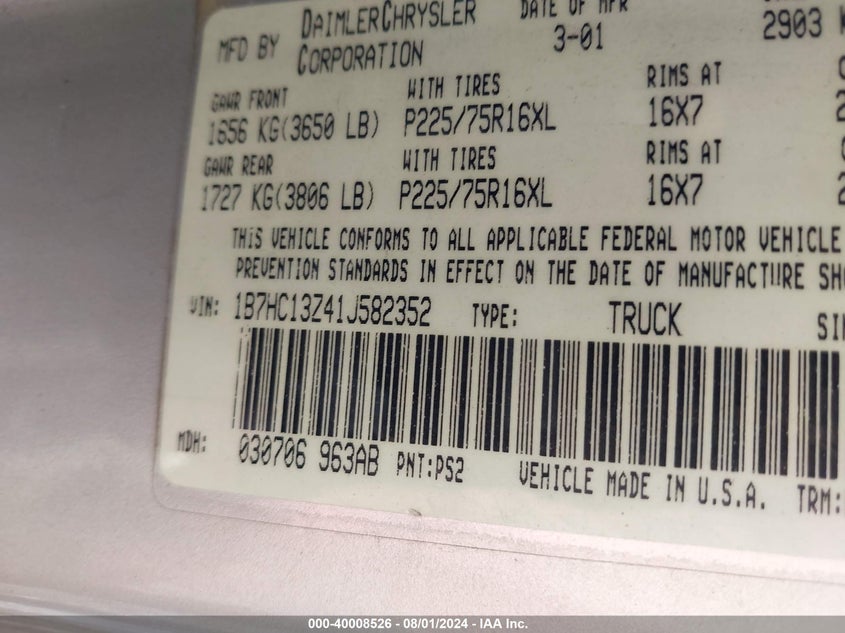 MFD BY DAIMLERCHRYSLER CORPORATION DATE OF MFR 3-01 2903
GAWR FRONT WITH TIRES RIMS AT
1656 KG(3650 LB) P225/75R16XL 16X7
GAWR REAR WITH TIRES RIMS AT
1727 KG(3806 LB) P225/75R16XL 16X7
THIS VEHICLE CONFORMS TO ALL APPLICABLE FEDERAL MOTOR VEHICLE
PREVENTION STANDARDS IN EFFECT ON THE DATE OF MANUFACTURE
VIN: 1B7HC13Z41J582352 TYPE: TRUCK
MDH: 030706 963AB PNT:PS2 VEHICLE MADE IN U.S.A. TRM:
000-40008526 - 08/01/2024 - IAA Inc.